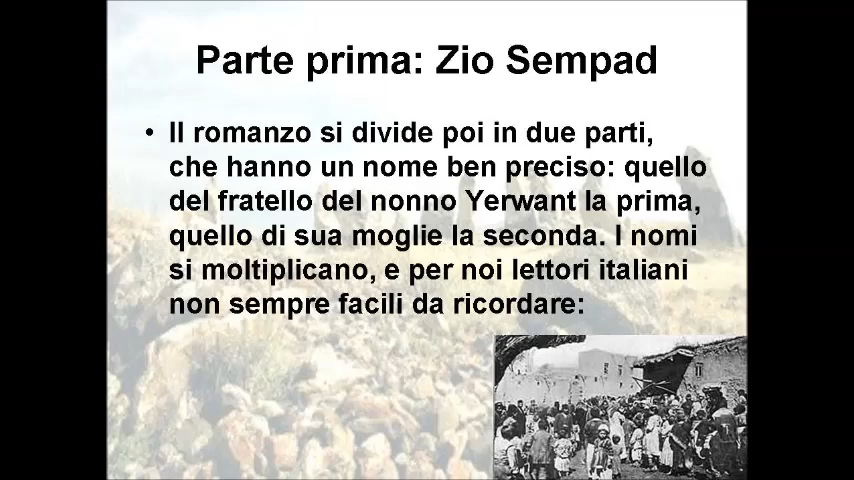 Parte prima: Zio Sempad
• Il romanzo si divide poi in due parti,
che hanno un nome ben preciso: quello
del fratello del nonno Yerwant la prima,
quello di sua moglie la seconda. I nomi
si moltiplicano, e per noi lettori italiani
non sempre facili da ricordare: